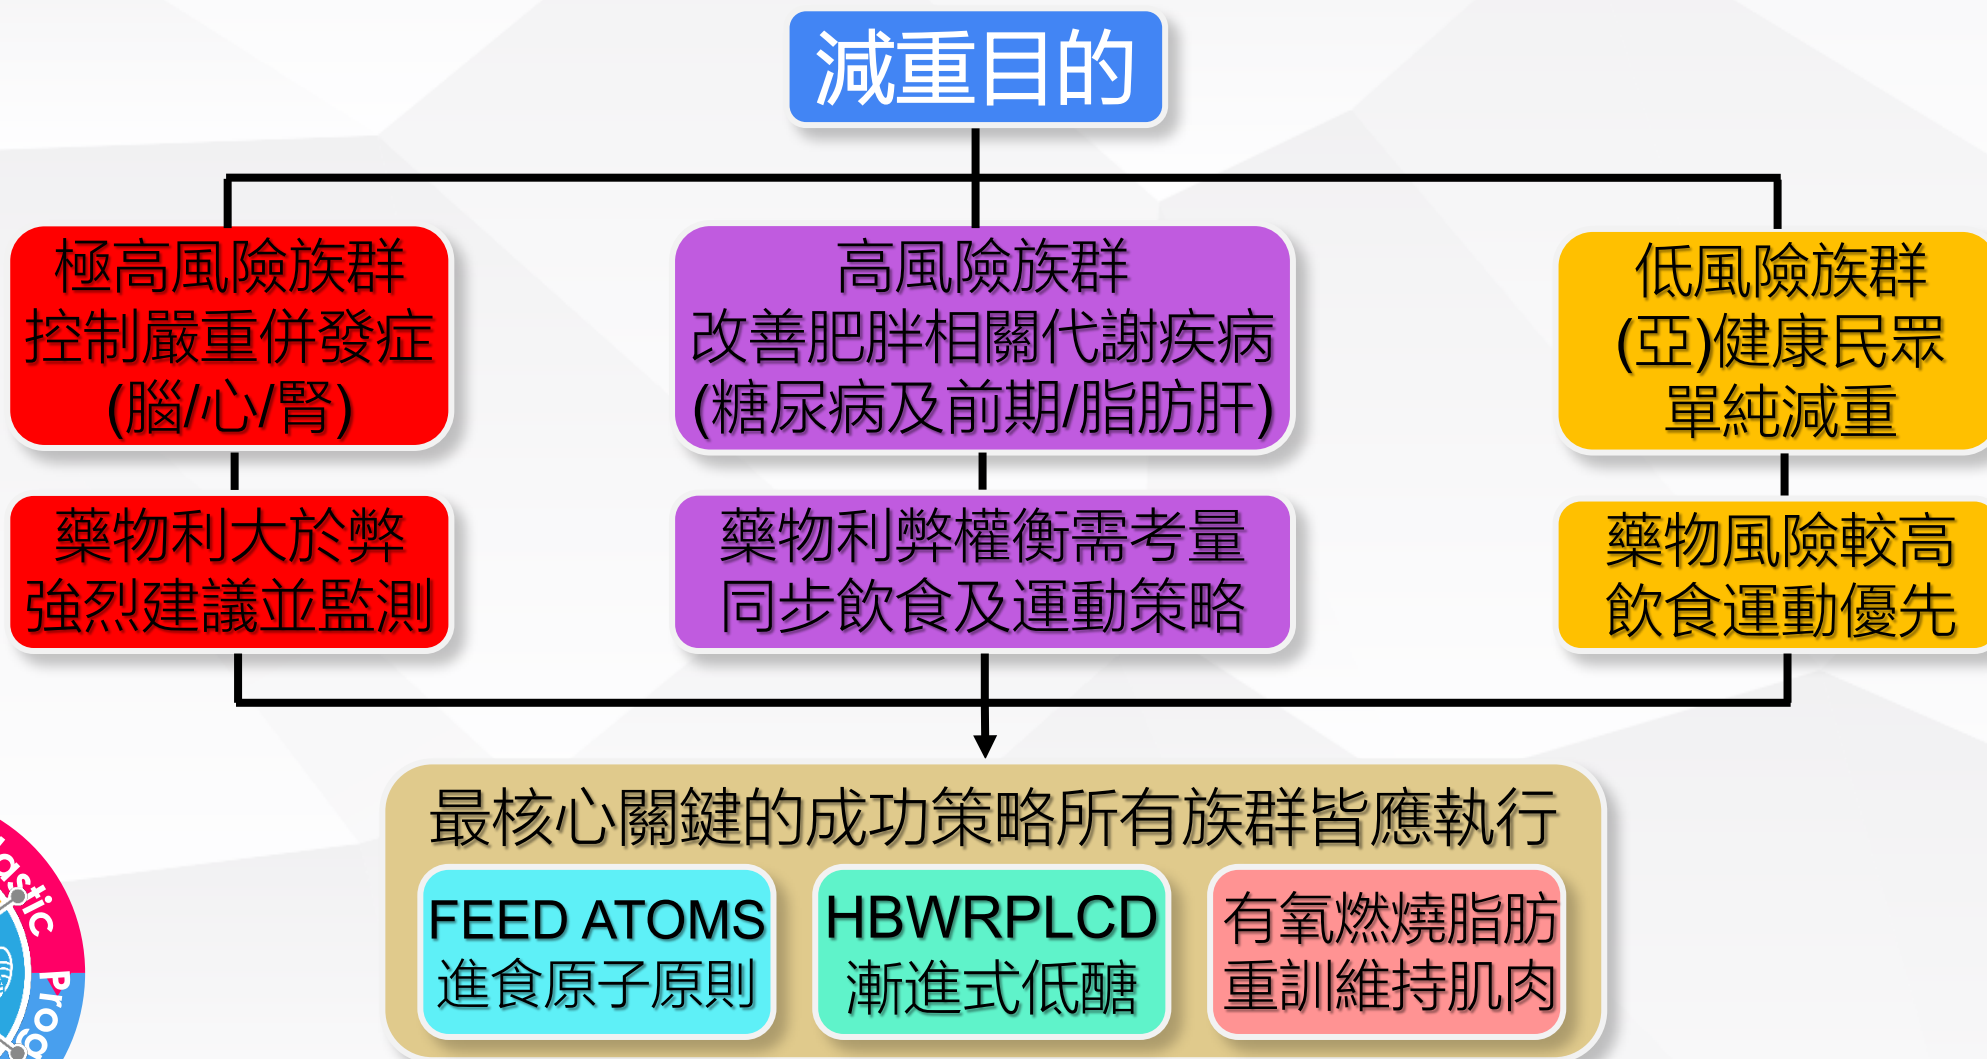 減重目的
極高風險族群
控制嚴重併發症
(腦/心/腎)
高風險族群
改善肥胖相關代謝疾病
(糖尿病及前期/脂肪肝)
低風險族群
(亞)健康民眾
單純減重
藥物利大於弊
強烈建議並監測
藥物利弊權衡需考量
同步飲食及運動策略
藥物風險較高
飲食運動優先
最核心關鍵的成功策略所有族群皆應執行
FEED ATOMS
進食原子原則
HBWRPLCD
漸進式低醣
有氧燃燒脂肪
重訓維持肌肉